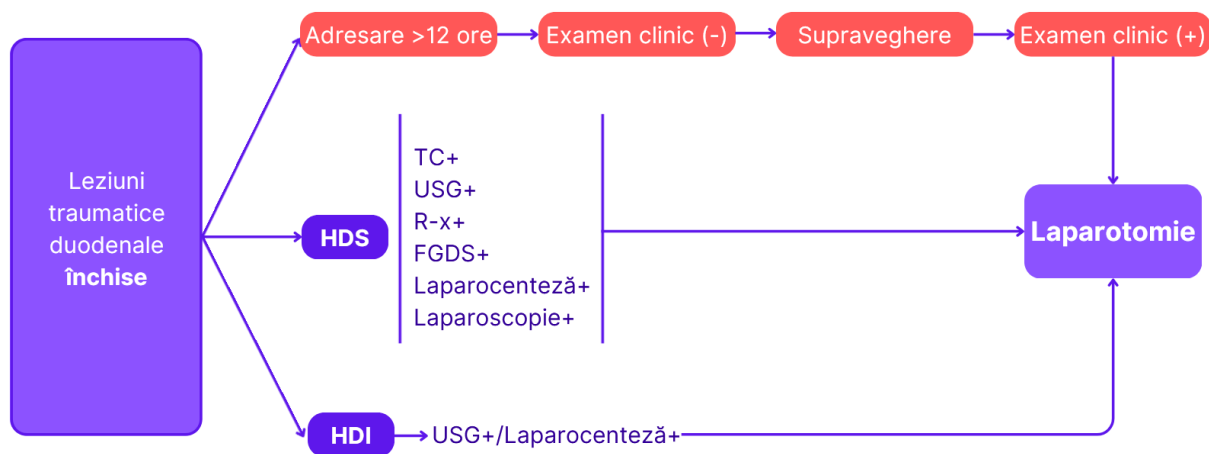 Adresare >12 ore
Examen clinic (-)
Supraveghere
Examen clinic (+)
Leziuni
traumatice
duodenale
închise
HDS
TC+
USG+
R-x+
FGDS+
Laparocenteză+
Laparoscopie+
Laparotomie
HDI
USG+/Laparocenteză+